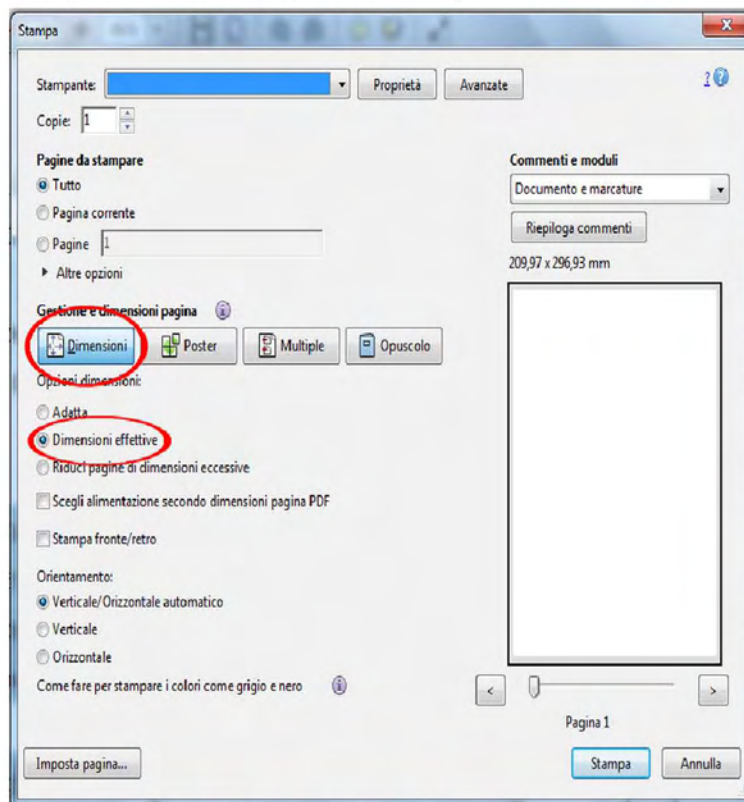 Stampa
Stampante: Proprietà Avanzate ?
Copie: 1
Pagine da stampare
Tutto
Pagina corrente
Pagine 1
Altre opzioni
Commenti e moduli
Documento e marcature
Riepiloga commenti
209,97 x 296,93 mm
Gestione e dimensioni pagina
Dimensioni Poster Multiple Opuscolo
Opzioni dimensioni:
Adatta
Dimensioni effettive
Riduci pagine di dimensioni eccessive
Scegli alimentazione secondo dimensioni pagina PDF
Stampa fronte/retro
Orientamento:
Verticale/Orizzontale automatico
Verticale
Orizzontale
Come fare per stampare i colori come grigio e nero
< >
Pagina 1
Imposta pagina... Stampa Annulla